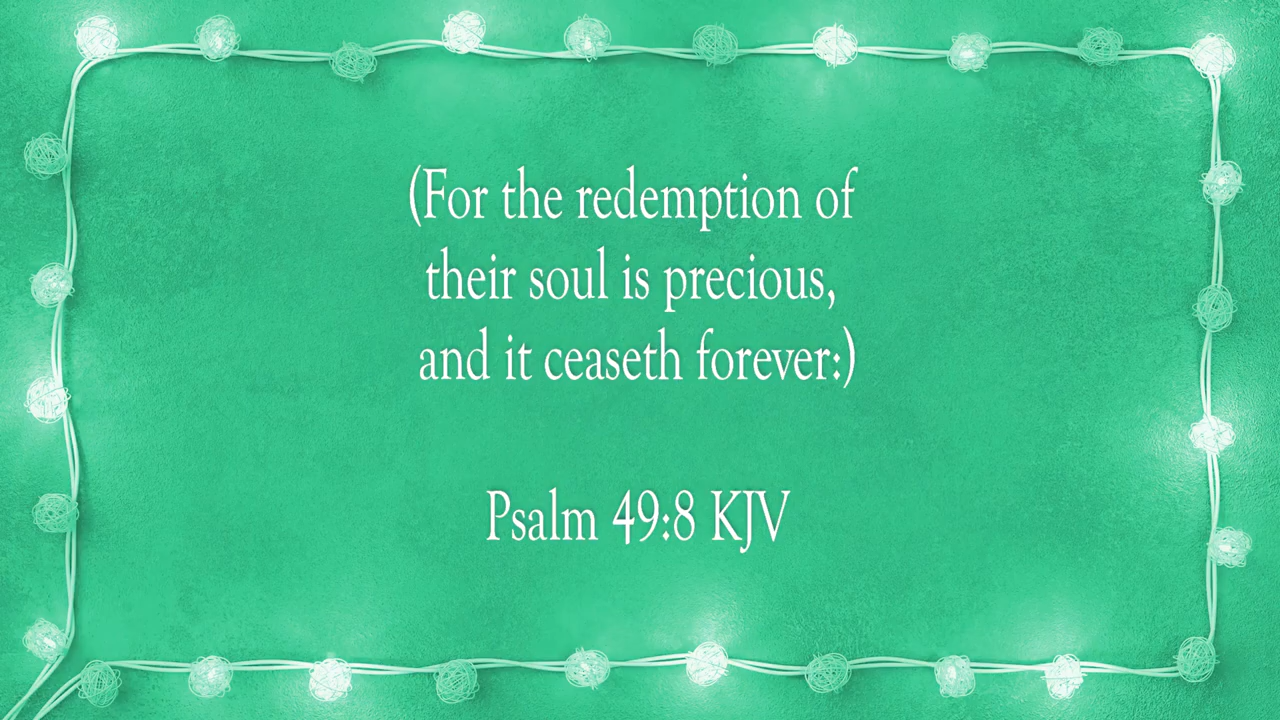 (For the redemption of
their soul is precious,
and it ceaseth forever:)
Psalm 49:8 KJV